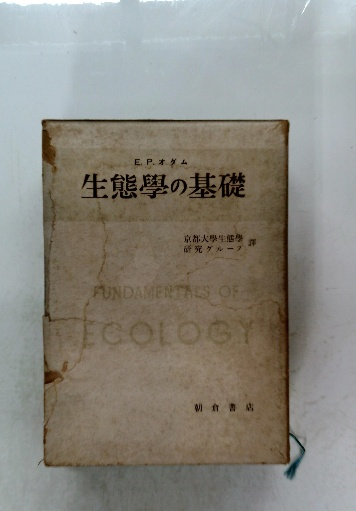 E. P. オダム
生態學の基礎
京都大學生態學
研究グループ 譯
FUNDAMENTALS OF
ECOLOGY
朝倉書店